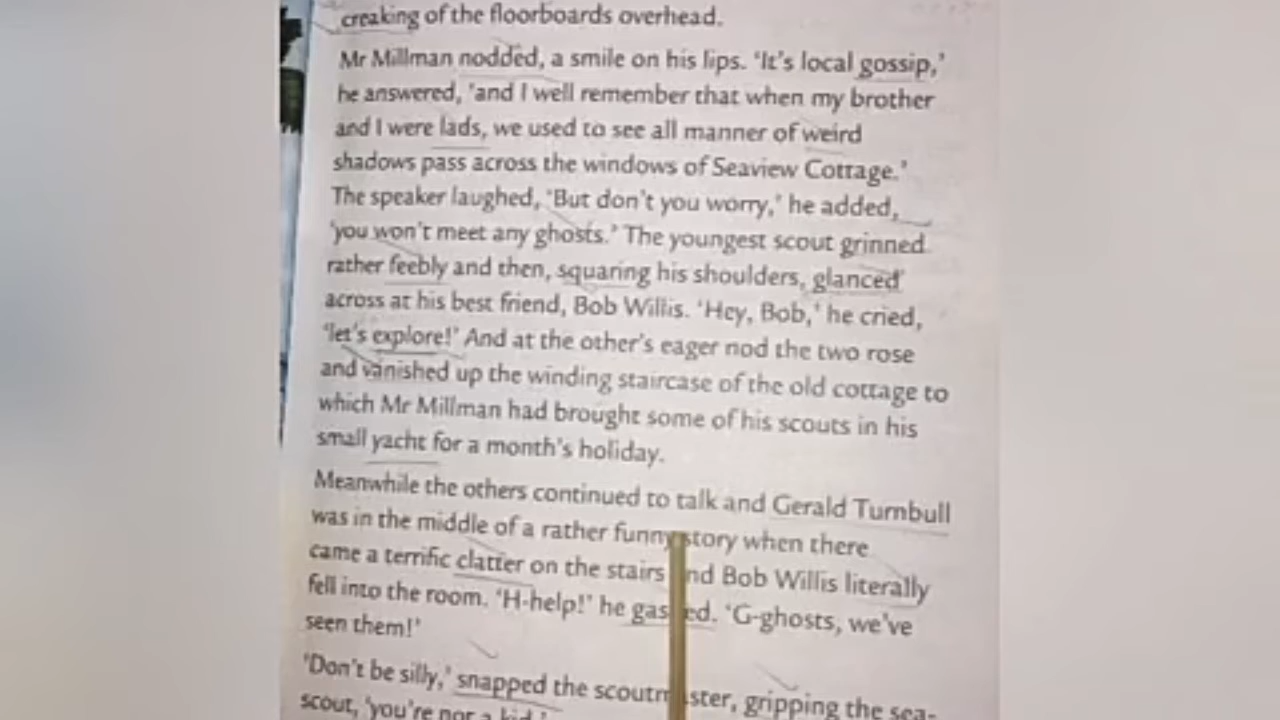 creaking of the floorboards overhead.
Mr Millman nodded, a smile on his lips. ‘It's local gossip,’
he answered, ‘and I well remember that when my brother
and I were lads, we used to see all manner of weird
shadows pass across the windows of Seaview Cottage.’
The speaker laughed, ‘But don't you worry,’ he added,
‘you won't meet any ghosts.’ The youngest scout grinned
rather feebly and then, squaring his shoulders, glanced
across at his best friend, Bob Willis. ‘Hey, Bob,’ he cried,
‘let's explore!’ And at the other's eager nod the two rose
and vanished up the winding staircase of the old cottage to
which Mr Millman had brought some of his scouts in his
small yacht for a month's holiday.
Meanwhile the others continued to talk and Gerald Turnbull
was in the middle of a rather funny story when there
came a terrific clatter on the stairs and Bob Willis literally
fell into the room. ‘H-help!’ he gasped. ‘G-ghosts, we've
seen them!’
‘Don't be silly,’ snapped the scoutmaster, gripping the sea-
scout, ‘you're not a kid.’